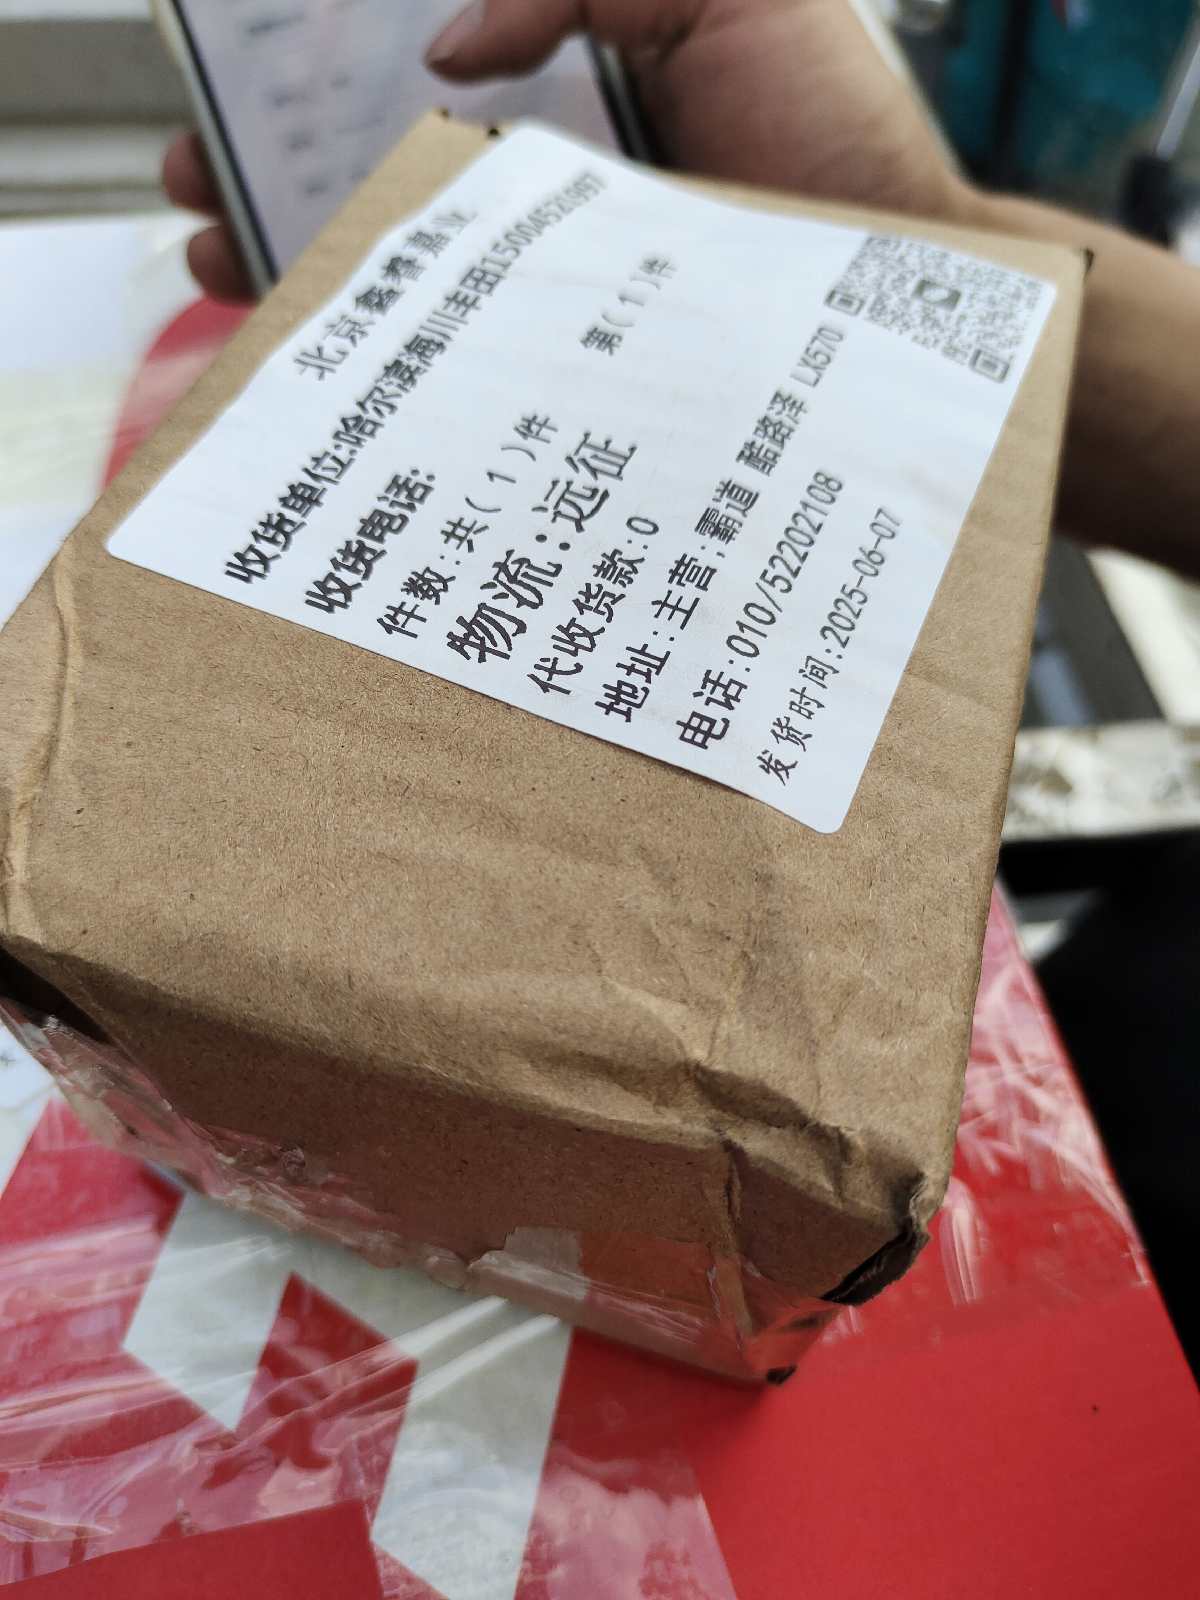 北京鑫睿嘉业
收货单位:哈尔滨海川丰田15004520997
收货电话:
件数:共(1)件 第(1)件
物流:远征
代收货款:0
地址:主营:霸道 酷路泽 LX570
电话:010/52202108
发货时间:2025-06-07